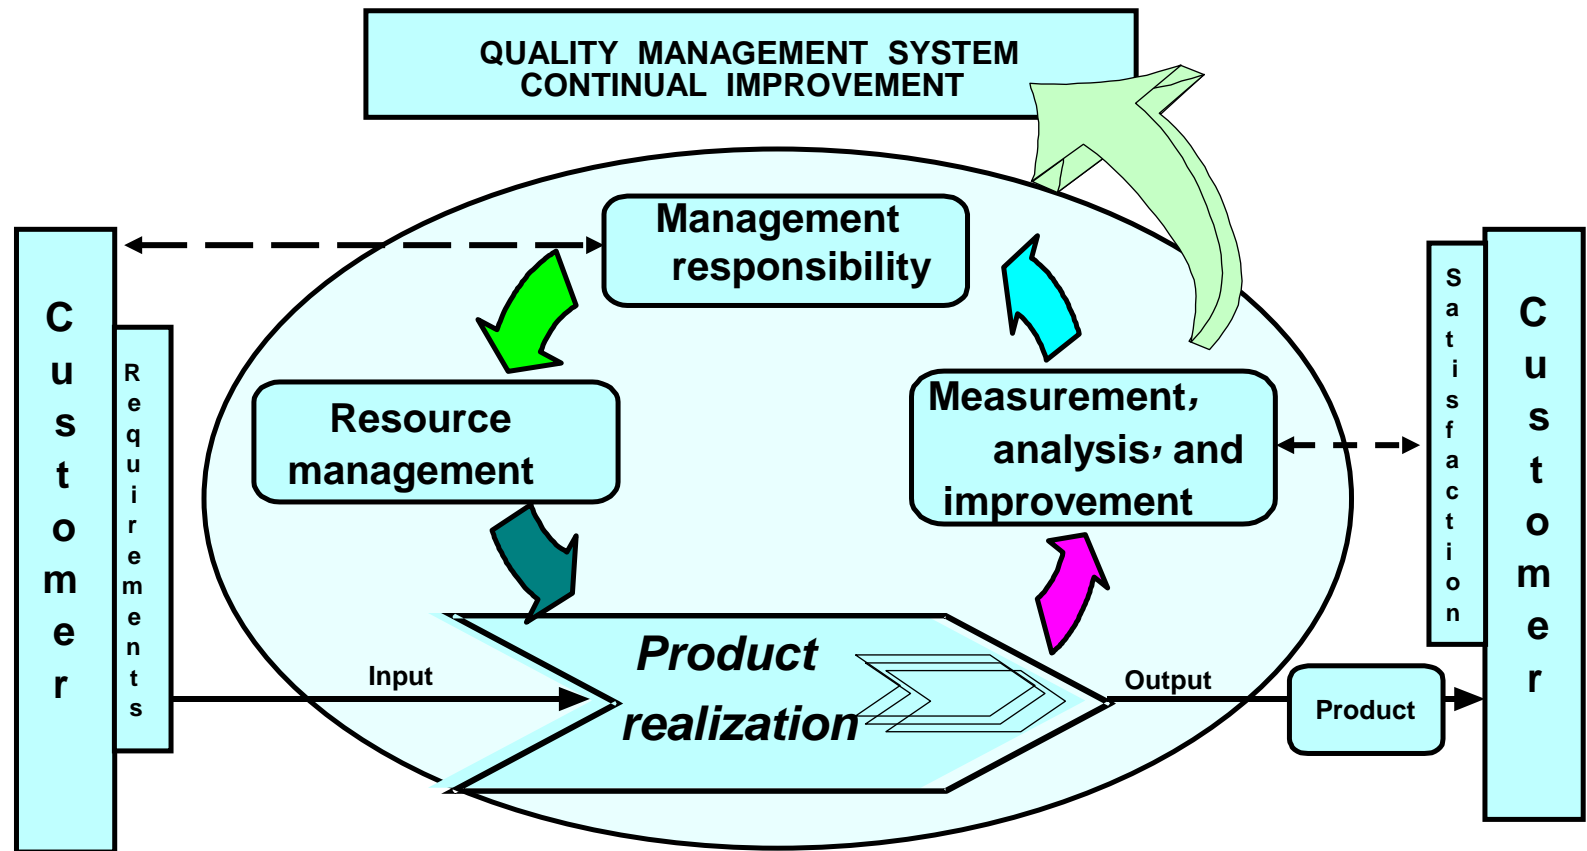 QUALITY MANAGEMENT SYSTEM
CONTINUAL IMPROVEMENT
Management
responsibility
Customer
Requirements
Resource
management
Measurement,
analysis, and
improvement
Satisfaction
Customer
Input
Product
realization
Output
Product